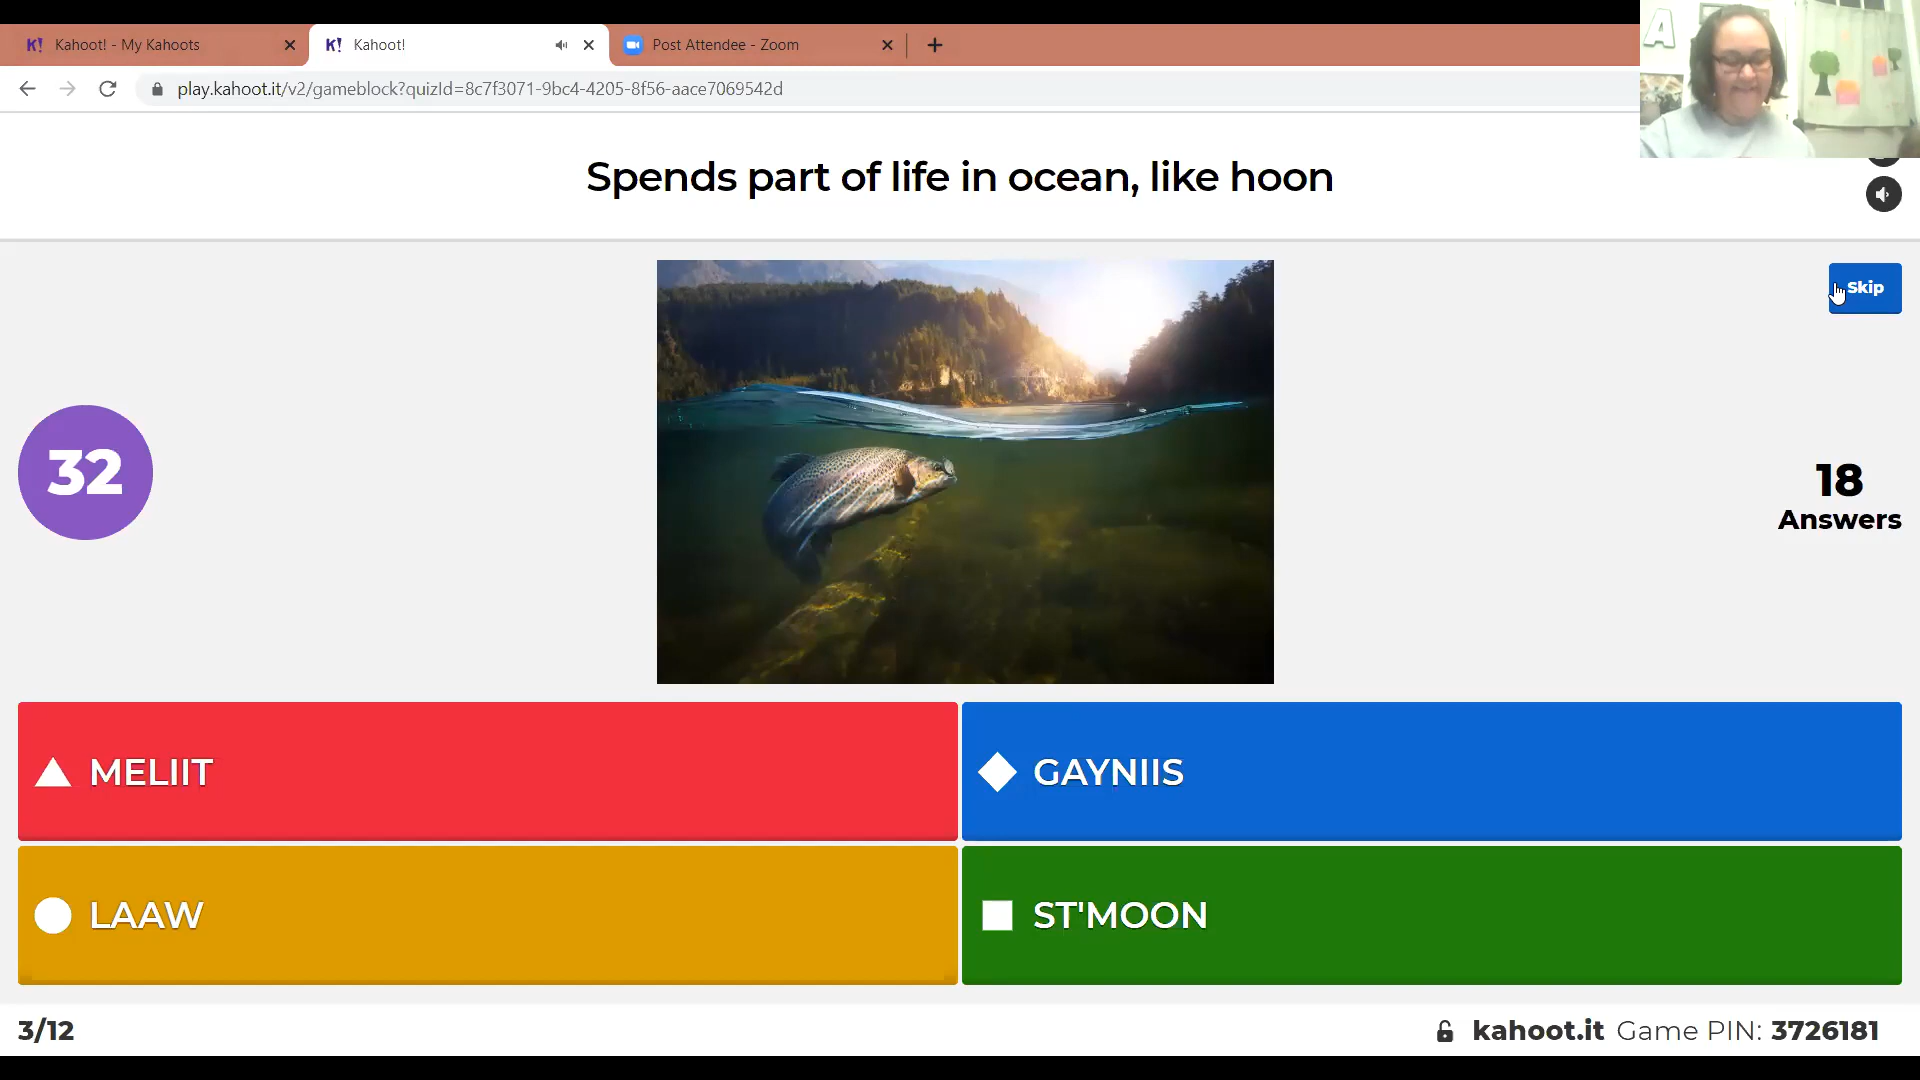 K! Kahoot! - My Kahoots
K! Kahoot!
Post Attendee - Zoom
play.kahoot.it/v2/gameblock?quizId=8c7f3071-9bc4-4205-8f56-aace7069542d
A
Spends part of life in ocean, like hoon
Skip
32
18
Answers
MELIIT
GAYNIIS
LAAW
ST'MOON
3/12
kahoot.it Game PIN: 3726181